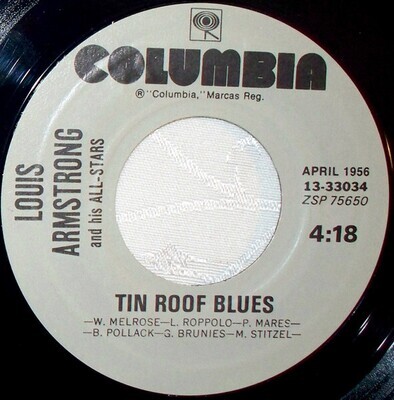 COLUMBIA
® "Columbia," Marcas Reg.
LOUIS
ARMSTRONG
and his ALL-STARS
APRIL 1956
13-33034
ZSP 75650
4:18
TIN ROOF BLUES
—W. MELROSE—L. ROPPOLO—P. MARES—
—B. POLLACK—G. BRUNIES—M. STITZEL—